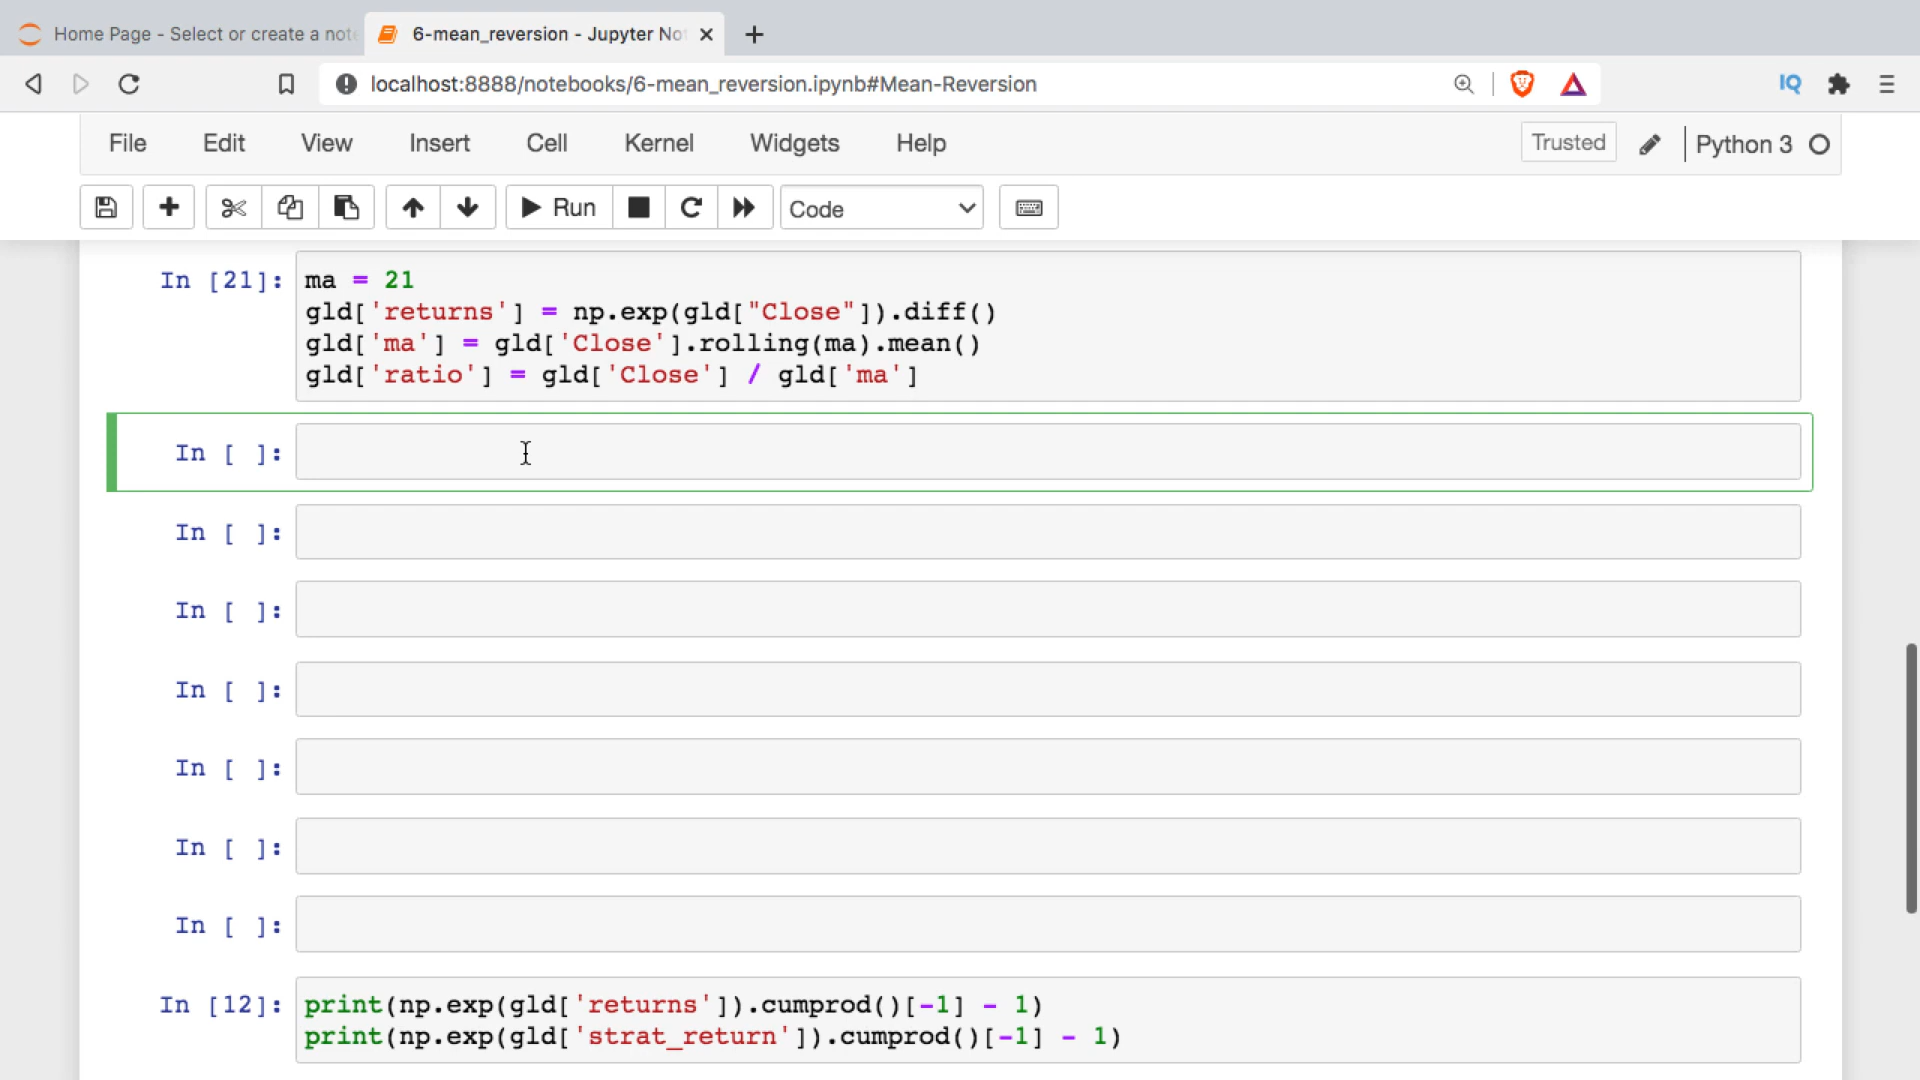 Home Page - Select or create a note
6-mean_reversion - Jupyter Not
localhost:8888/notebooks/6-mean_reversion.ipynb#Mean-Reversion
IQ
File Edit View Insert Cell Kernel Widgets Help Trusted Python 3
Run Code
In [21]: ma = 21
gld['returns'] = np.exp(gld["Close"]).diff()
gld['ma'] = gld['Close'].rolling(ma).mean()
gld['ratio'] = gld['Close'] / gld['ma']
In [ ]:
In [ ]:
In [ ]:
In [ ]:
In [ ]:
In [ ]:
In [ ]:
In [12]: print(np.exp(gld['returns']).cumprod()[-1] - 1)
print(np.exp(gld['strat_return']).cumprod()[-1] - 1)